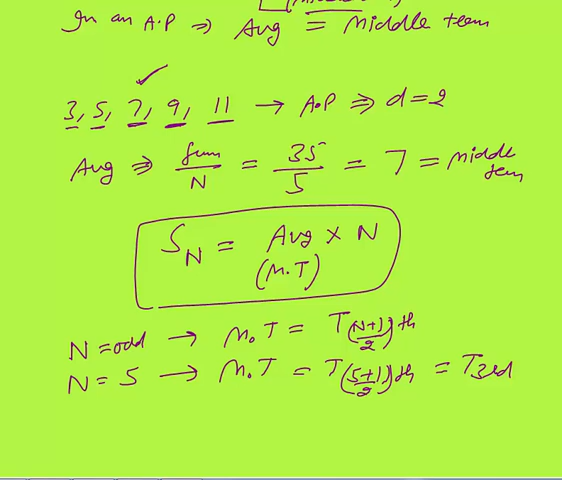 In an A.P ⇒ Avg = Middle term
3, 5, 7, 9, 11 → A.P ⇒ d=2
Avg ⇒ Sum/N = 35/5 = 7 = Middle term
S_N = Avg × N
(M.T)
N=odd → M.T = T((N+1)/2)th
N = 5 → M.T = T((5+1)/2)th = T3rd